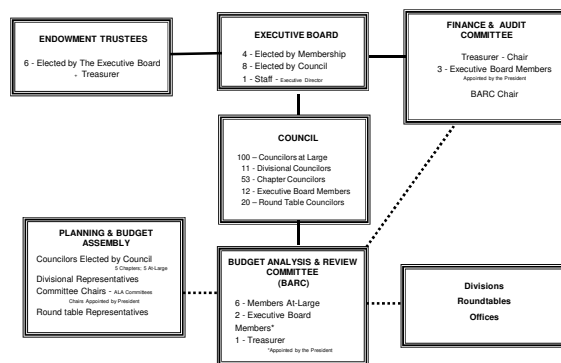 ENDOWMENT TRUSTEES
6 - Elected by The Executive Board
- Treasurer
EXECUTIVE BOARD
4 - Elected by Membership
8 - Elected by Council
1 - Staff - Executive Director
FINANCE & AUDIT
COMMITTEE
Treasurer - Chair
3 - Executive Board Members
Appointed by the President
BARC Chair
COUNCIL
100 – Councilors at Large
11 - Divisional Councilors
53 - Chapter Councilors
12 - Executive Board Members
20 – Round Table Councilors
PLANNING & BUDGET
ASSEMBLY
Councilors Elected by Council
5 Chapters; 5 At-Large
Divisional Representatives
Committee Chairs - ALA Committees
Chairs Appointed by President
Round table Representatives
BUDGET ANALYSIS & REVIEW
COMMITTEE
(BARC)
6 - Members At-Large
2 - Executive Board
Members*
1 - Treasurer
*Appointed by the President
Divisions
Roundtables
Offices